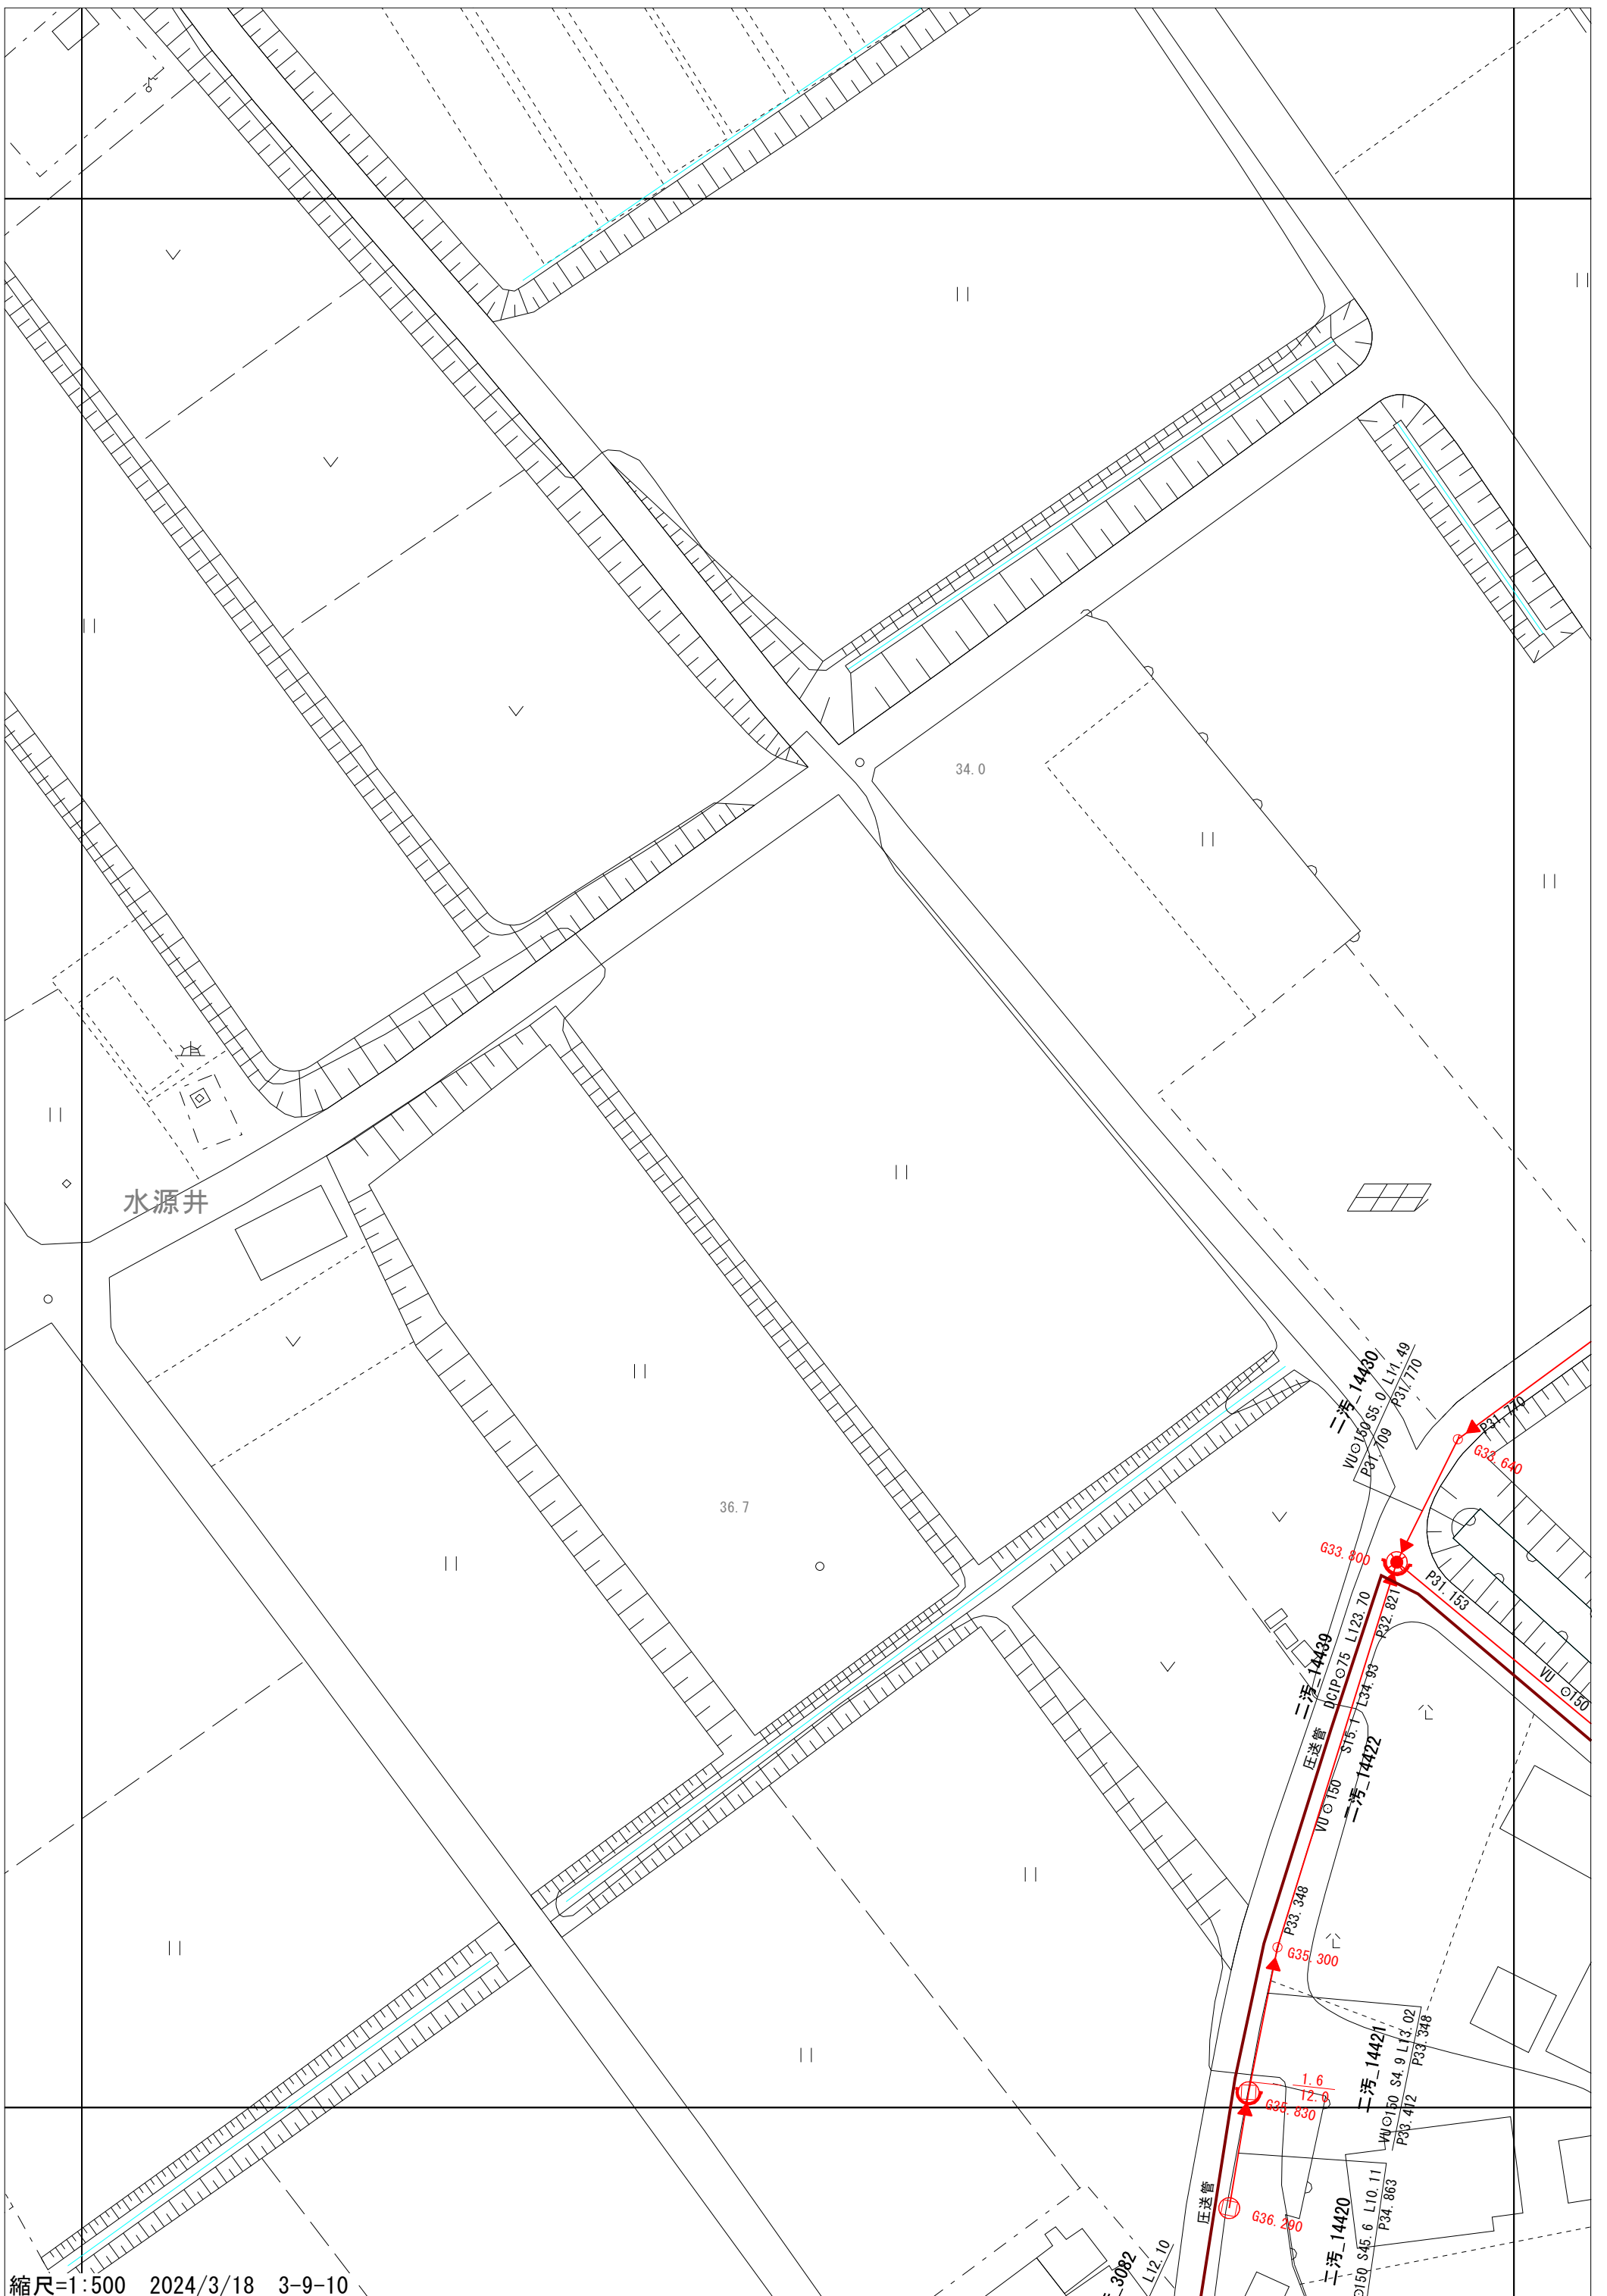 34.0
水源井
二汚_14430
VU⊙150 S5.0 L11.49
P31.709 P31.770
P31.770
G33.640
36.7
G33.800
P31.153
P32.821
VU ⊙150
二汚_14439
圧送管 DCIP⊙75 L123.70
VU⊙150 S15.1 L34.93
二汚_14422
P33.348
G35.300
二汚_14421
VU⊙150 S4.9 L13.02
P33.412 P33.348
1.6
12.0
G35.830
圧送管
G36.290
二汚_14420
⊙150 S45.6 L10.11
P34.863
_3082
L12.10
縮尺=1:500 2024/3/18 3-9-10